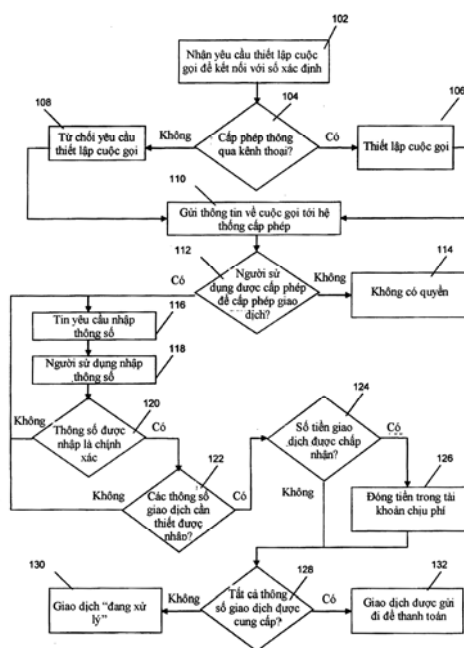 102
Nhận yêu cầu thiết lập cuộc
gọi để kết nối với số xác định
104
106
108
Từ chối yêu cầu
thiết lập cuộc gọi
Không
Cấp phép thông
qua kênh thoại?
Có
Thiết lập cuộc gọi
110
Gửi thông tin về cuộc gọi tới hệ
thống cấp phép
112
Có
Người sử
dụng được cấp phép
để cấp phép giao
dịch?
Không
114
Không có quyền
Tin yêu cầu nhập
thông số
116
Người sử dụng nhập
thông số
118
Không
Thông số được
nhập là chính
xác
120
Có
Không
Các thông số
giao dịch cần
thiết được
nhập?
122
Có
124
Số tiền giao
dịch được chấp
nhận?
Có
Không
126
Đóng tiền trong tài
khoản chịu phí
130
Giao dịch “đang xử
lý”
Không
Tất cả thông
số giao dịch được
cung cấp?
128
Có
132
Giao dịch được gửi
đi để thanh toán